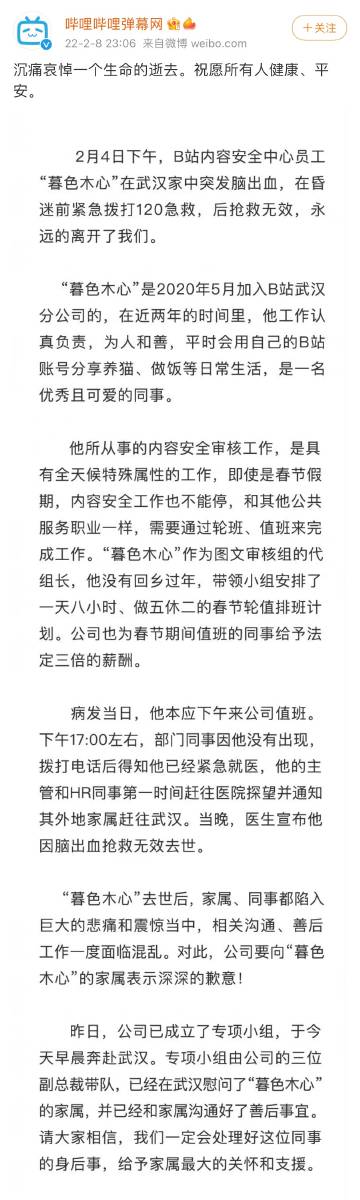 哔哩哔哩弹幕网
22-2-8 23:06 来自微博 weibo.com
+关注
沉痛哀悼一个生命的逝去。祝愿所有人健康、平
安。
2月4日下午，B站内容安全中心员工
“暮色木心”在武汉家中突发脑出血，在昏
迷前紧急拨打120急救，后抢救无效，永
远的离开了我们。
“暮色木心”是2020年5月加入B站武汉
分公司的，在近两年的时间里，他工作认
真负责，为人和善，平时会用自己的B站
账号分享养猫、做饭等日常生活，是一名
优秀且可爱的同事。
他所从事的内容安全审核工作，是具
有全天候特殊属性的工作，即使是春节假
期，内容安全工作也不能停，和其他公共
服务职业一样，需要通过轮班、值班来完
成工作。“暮色木心”作为图文审核组的代
组长，他没有回乡过年，带领小组安排了
一天八小时、做五休二的春节轮值排班计
划。公司也为春节期间值班的同事给予法
定三倍的薪酬。
病发当日，他本应下午来公司值班。
下午17:00左右，部门同事因他没有出现，
拨打电话后得知他已经紧急就医，他的主
管和HR同事第一时间赶往医院探望并通知
其外地家属赶往武汉。当晚，医生宣布他
因脑出血抢救无效去世。
“暮色木心”去世后，家属、同事都陷入
巨大的悲痛和震惊当中，相关沟通、善后
工作一度面临混乱。对此，公司要向“暮色
木心”的家属表示深深的歉意！
昨日，公司已成立了专项小组，于今
天早晨奔赴武汉。专项小组由公司的三位
副总裁带队，已经在武汉慰问了“暮色木心”
的家属，并已经和家属沟通好了善后事宜。
请大家相信，我们一定会处理好这位同事
的身后事，给予家属最大的关怀和支援。